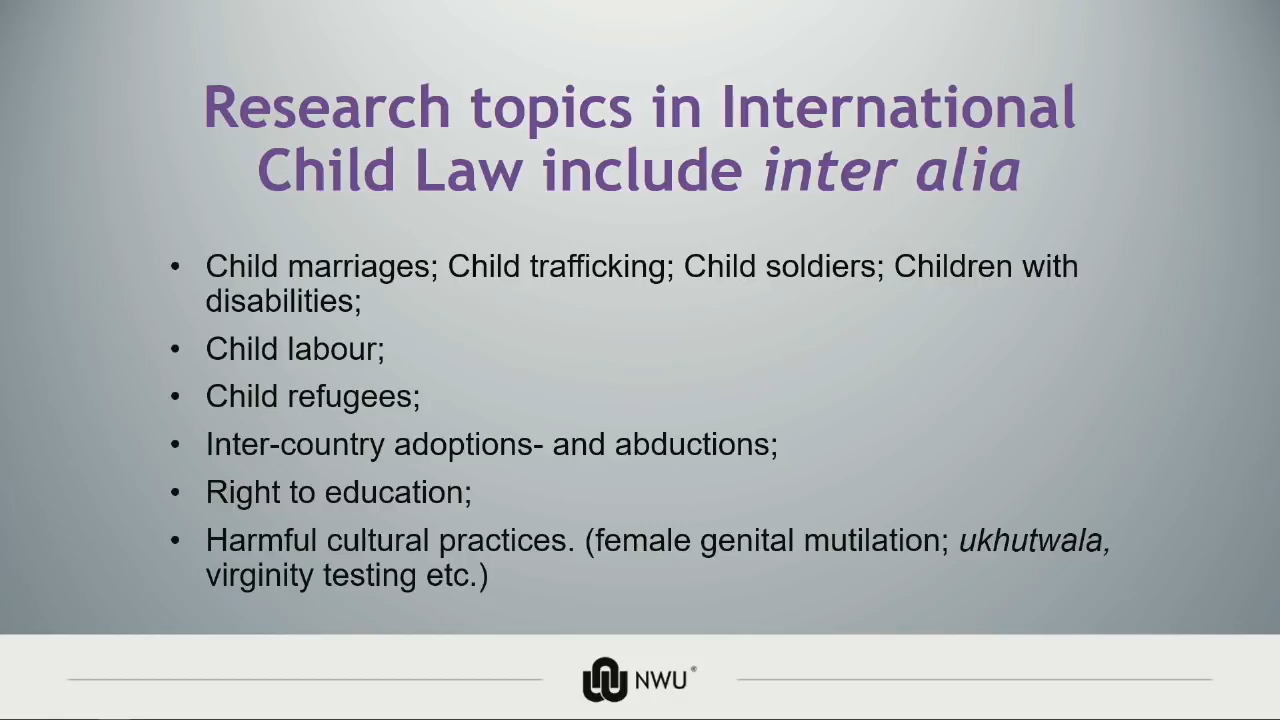 Research topics in International
Child Law include inter alia
• Child marriages; Child trafficking; Child soldiers; Children with
disabilities;
• Child labour;
• Child refugees;
• Inter-country adoptions- and abductions;
• Right to education;
• Harmful cultural practices. (female genital mutilation; ukhutwala,
virginity testing etc.)
NWU®